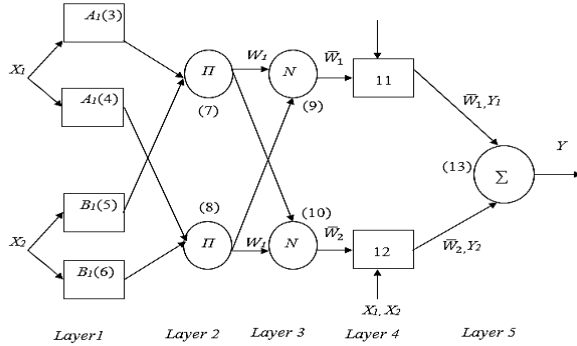 A₁(3)
X₁
A₁(4)
X₂
B₁(5)
B₁(6)
Π
(7)
(8)
Π
W₁
W₁
N
(9)
(10)
N
W̅₁
W̅₂
11
12
X₁, X₂
W̅₁,Y₁
W̅₂,Y₂
(13)
Σ
Y
Layer1
Layer 2
Layer 3
Layer 4
Layer 5